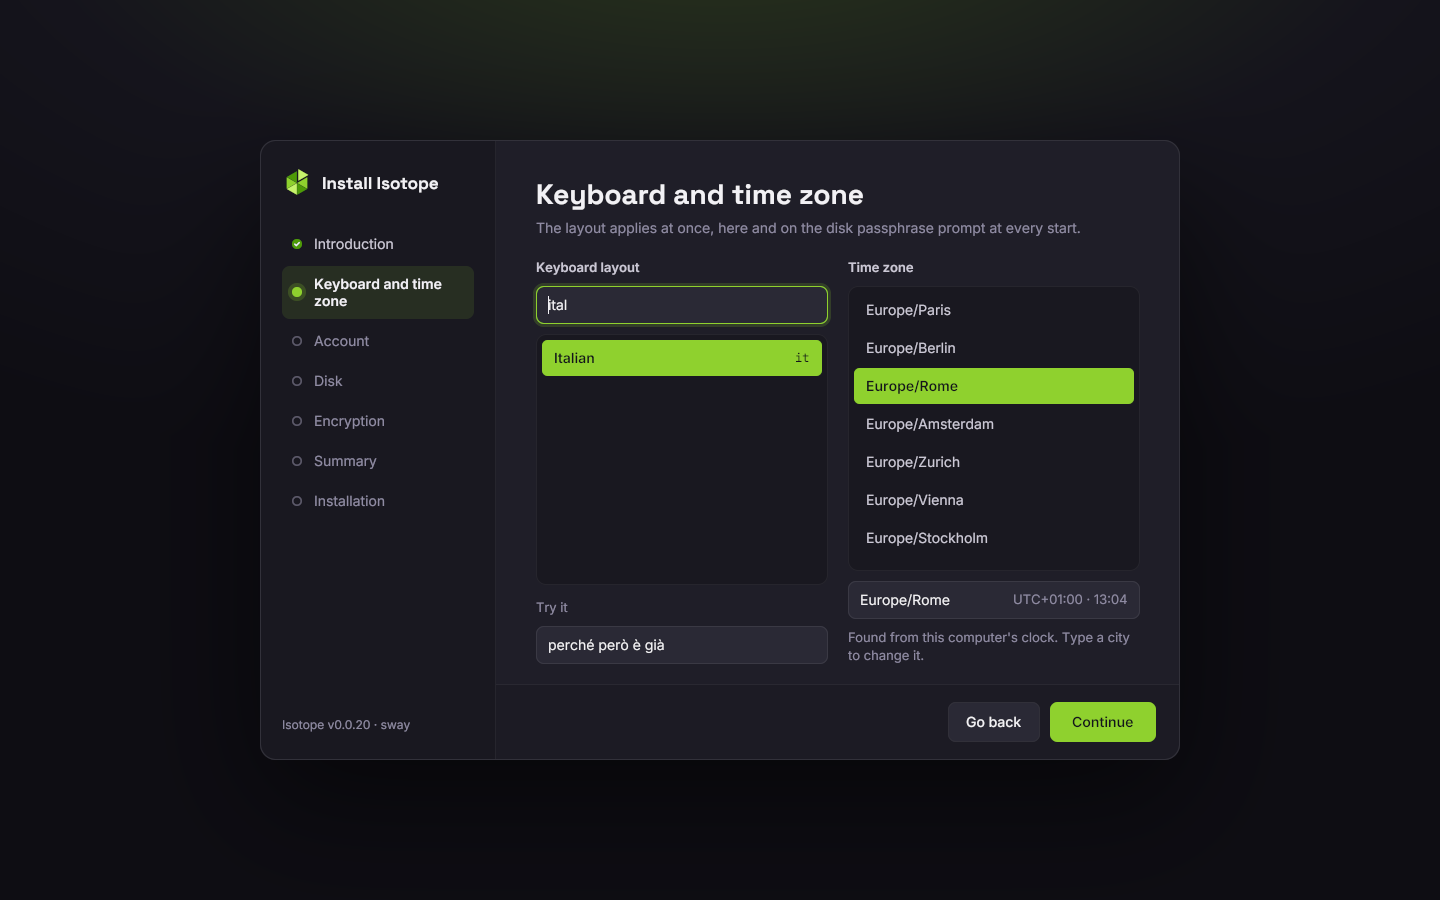 Install Isotope
Introduction
Keyboard and time
zone
Account
Disk
Encryption
Summary
Installation
Isotope v0.0.20 · sway
Keyboard and time zone
The layout applies at once, here and on the disk passphrase prompt at every start.
Keyboard layout
ital
Italian it
Try it
perché però è già
Time zone
Europe/Paris
Europe/Berlin
Europe/Rome
Europe/Amsterdam
Europe/Zurich
Europe/Vienna
Europe/Stockholm
Europe/Rome UTC+01:00 · 13:04
Found from this computer's clock. Type a city
to change it.
Go back
Continue